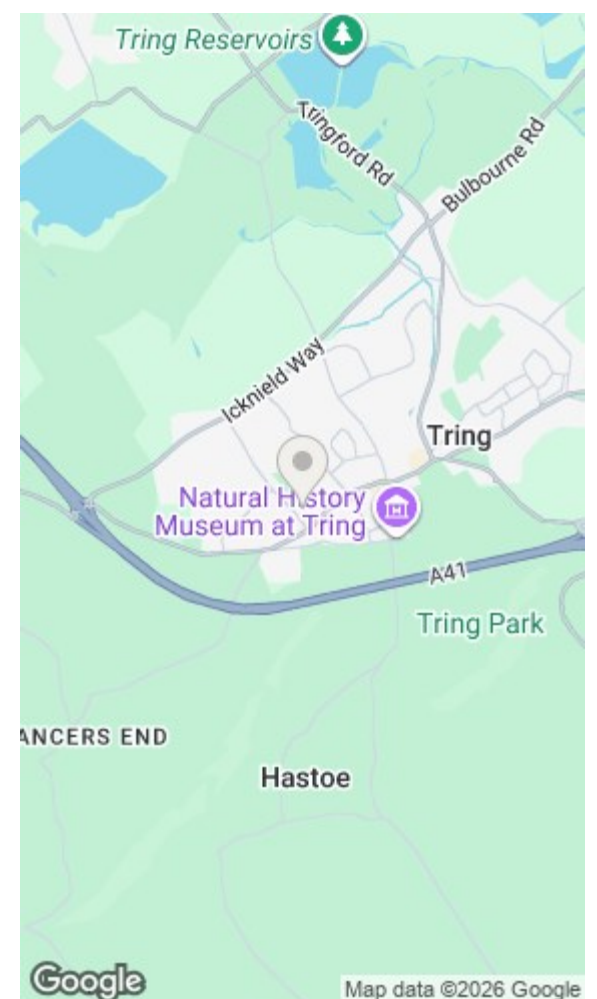 Tring Reservoirs
Tringford Rd
Bulbourne Rd
Icknield Way
Tring
Natural History
Museum at Tring
A41
Tring Park
ANCERS END
Hastoe
Google
Map data ©2026 Google